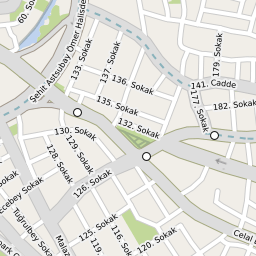 60. Sokak
Şehit Astsubay Ömer Halisdem
133. Sokak
137. Sokak
136. Sokak
179. Sokak
141. Cadde
135. Sokak
177. Sokak
182. Sokak
132. Sokak
130. Sokak
129. Sokak
128. Sokak
126. Sokak
Tuğrulbey Sokak
125. Sokak
116. Sokak
120. Sokak
119
Celal